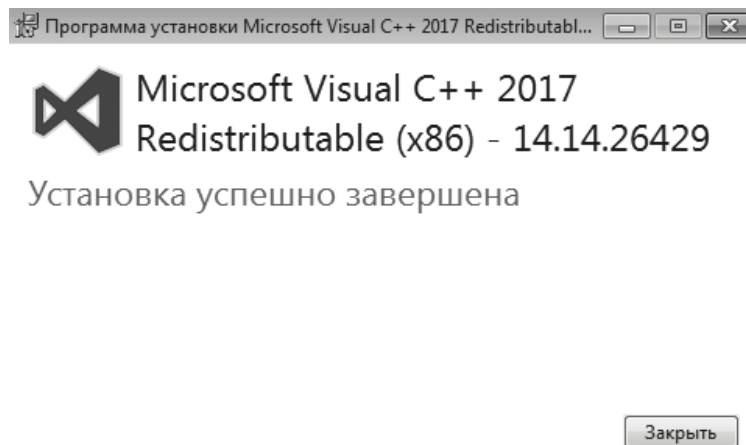 Программа установки Microsoft Visual C++ 2017 Redistributabl...
Microsoft Visual C++ 2017
Redistributable (x86) - 14.14.26429
Установка успешно завершена
Закрыть